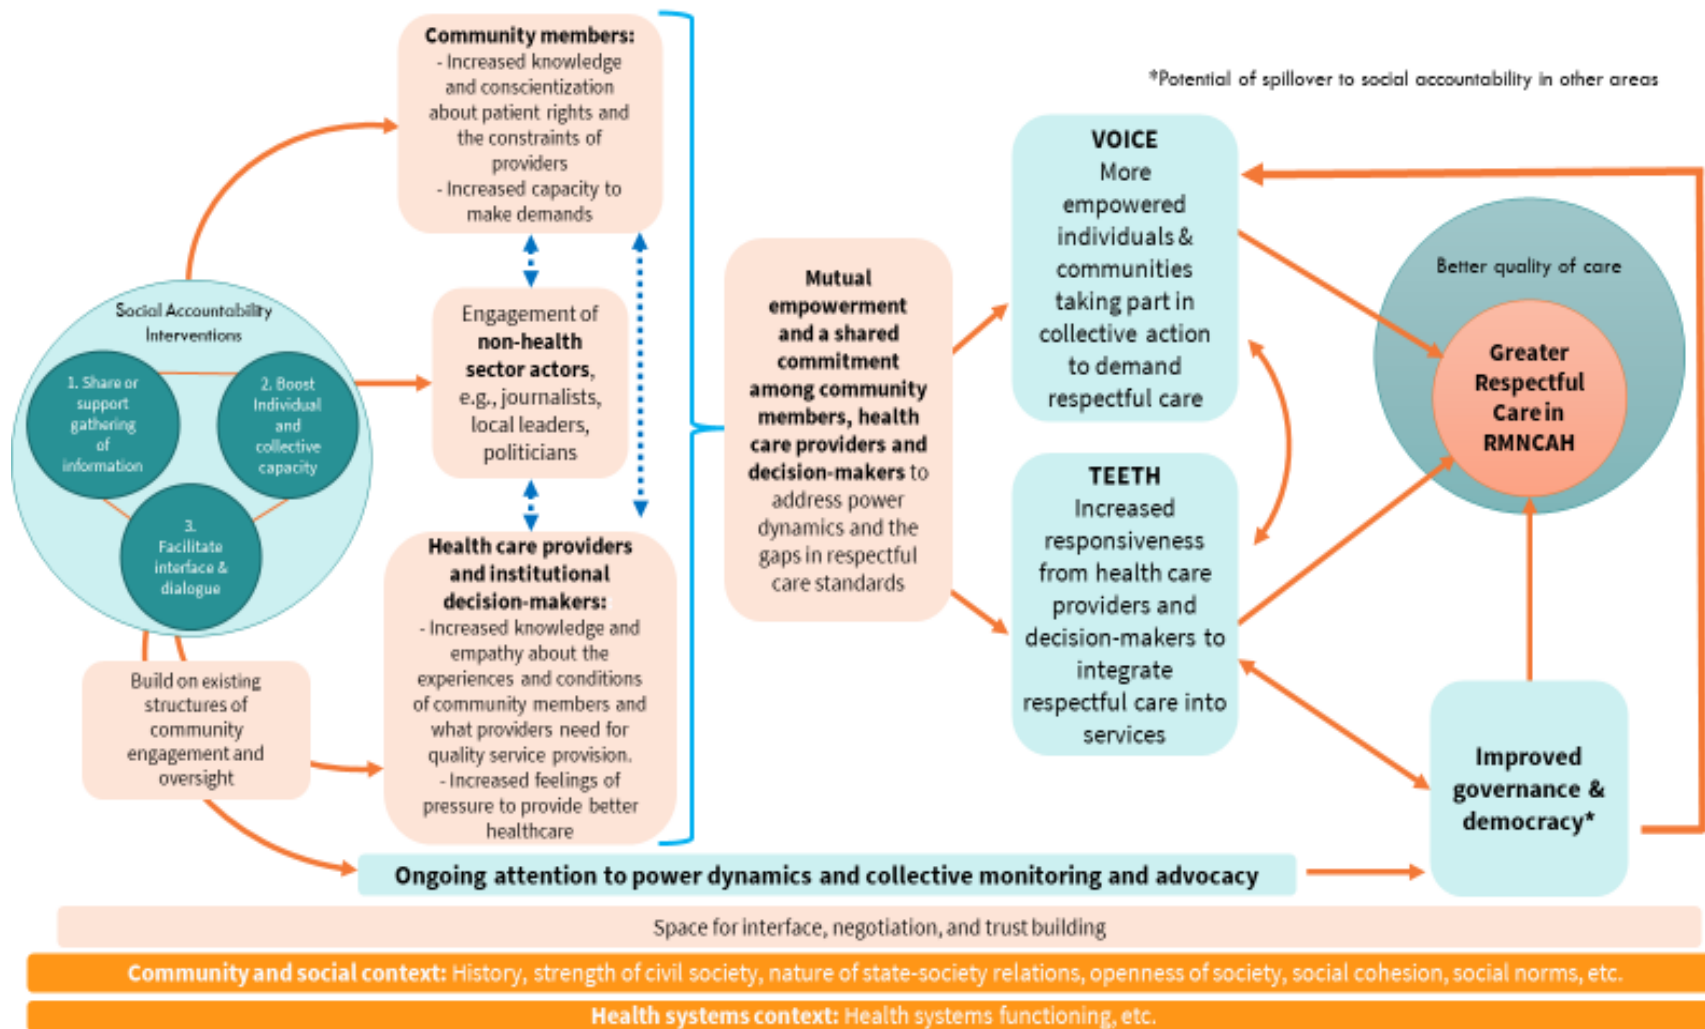 Community members:
- Increased knowledge
and conscientization
about patient rights and
the constraints of
providers
- Increased capacity to
make demands
*Potential of spillover to social accountability in other areas
Social Accountability
Interventions
1. Share or
support
gathering
of
information
2. Boost
Individual
and
collective
capacity
3.
Facilitate
interface &
dialogue
Build on existing
structures of
community
engagement and
oversight
Engagement of
non-health
sector actors,
e.g., journalists,
local leaders,
politicians
Health care providers
and institutional
decision-makers:
- Increased knowledge and
empathy about the
experiences and conditions
of community members and
what providers need for
quality service provision.
- Increased feelings of
pressure to provide better
healthcare
Mutual
empowerment
and a shared
commitment
among community
members, health
care providers and
decision-makers to
address power
dynamics and the
gaps in respectful
care standards
VOICE
More
empowered
individuals &
communities
taking part in
collective action
to demand
respectful care
TEETH
Increased
responsiveness
from health care
providers and
decision-makers to
integrate
respectful care into
services
Better quality of care
Greater
Respectful
Care in
RMNCAH
Improved
governance &
democracy*
Ongoing attention to power dynamics and collective monitoring and advocacy
Space for interface, negotiation, and trust building
Community and social context: History, strength of civil society, nature of state-society relations, openness of society, social cohesion, social norms, etc.
Health systems context: Health systems functioning, etc.